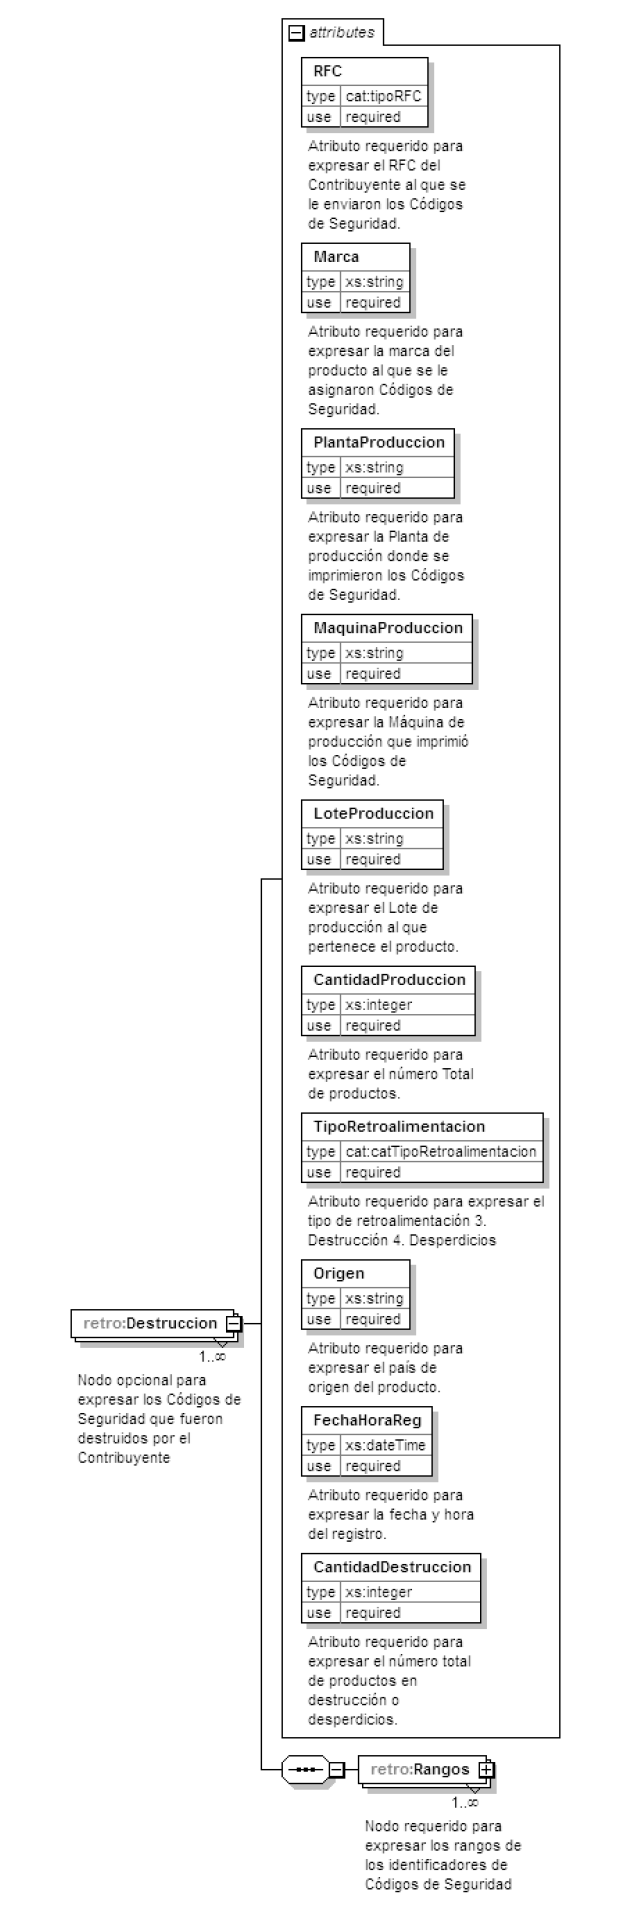 attributes
RFC
type cat:tipoRFC
use required
Atributo requerido para
expresar el RFC del
Contribuyente al que se
le enviaron los Códigos
de Seguridad.
Marca
type xs:string
use required
Atributo requerido para
expresar la marca del
producto al que se le
asignaron Códigos de
Seguridad.
PlantaProduccion
type xs:string
use required
Atributo requerido para
expresar la Planta de
producción donde se
imprimieron los Códigos
de Seguridad.
MaquinaProduccion
type xs:string
use required
Atributo requerido para
expresar la Máquina de
producción que imprimió
los Códigos de
Seguridad.
LoteProduccion
type xs:string
use required
Atributo requerido para
expresar el Lote de
producción al que
pertenece el producto.
CantidadProduccion
type xs:integer
use required
Atributo requerido para
expresar el número Total
de productos.
TipoRetroalimentacion
type cat:catTipoRetroalimentacion
use required
Atributo requerido para expresar el
tipo de retroalimentación 3.
Destrucción 4. Desperdicios
Origen
type xs:string
use required
Atributo requerido para
expresar el país de
origen del producto.
FechaHoraReg
type xs:dateTime
use required
Atributo requerido para
expresar la fecha y hora
del registro.
CantidadDestruccion
type xs:integer
use required
Atributo requerido para
expresar el número total
de productos en
destrucción o
desperdicios.
retro:Destruccion
1..∞
Nodo opcional para
expresar los Códigos de
Seguridad que fueron
destruidos por el
Contribuyente
retro:Rangos
1..∞
Nodo requerido para
expresar los rangos de
los identificadores de
Códigos de Seguridad